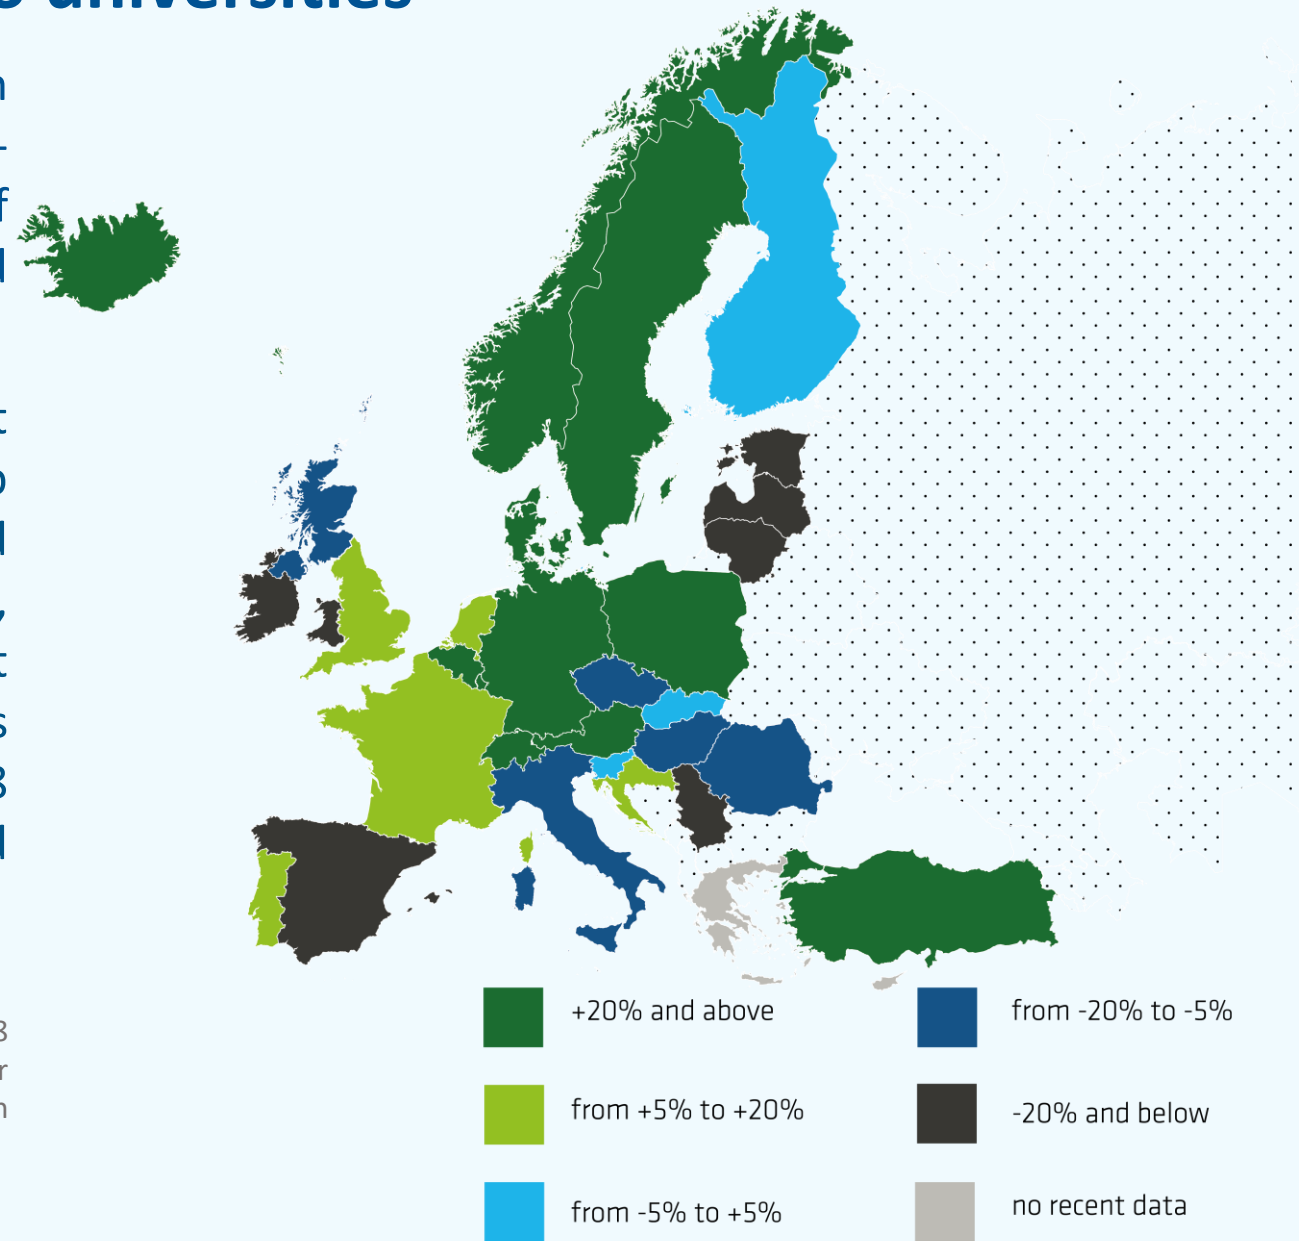 universities
+20% and above
from +5% to +20%
from -5% to +5%
from -20% to -5%
-20% and below
no recent data